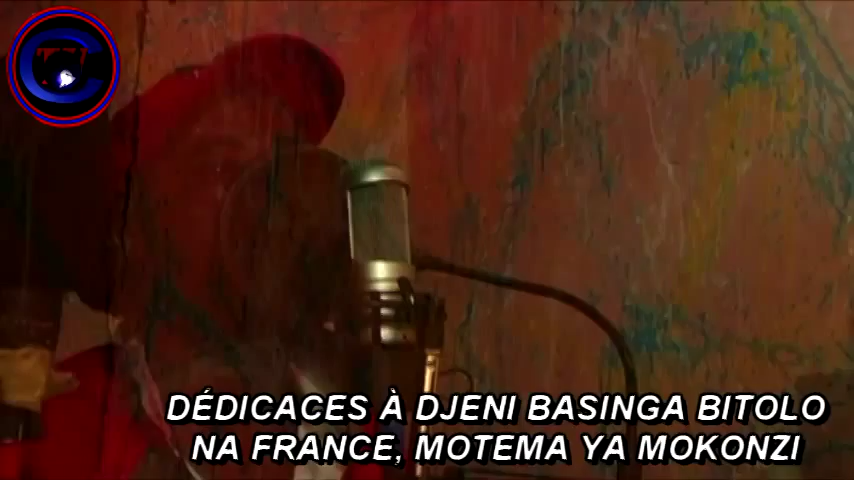 DÉDICACES À DJENI BASINGA BITOLO
NA FRANCE, MOTEMA YA MOKONZI